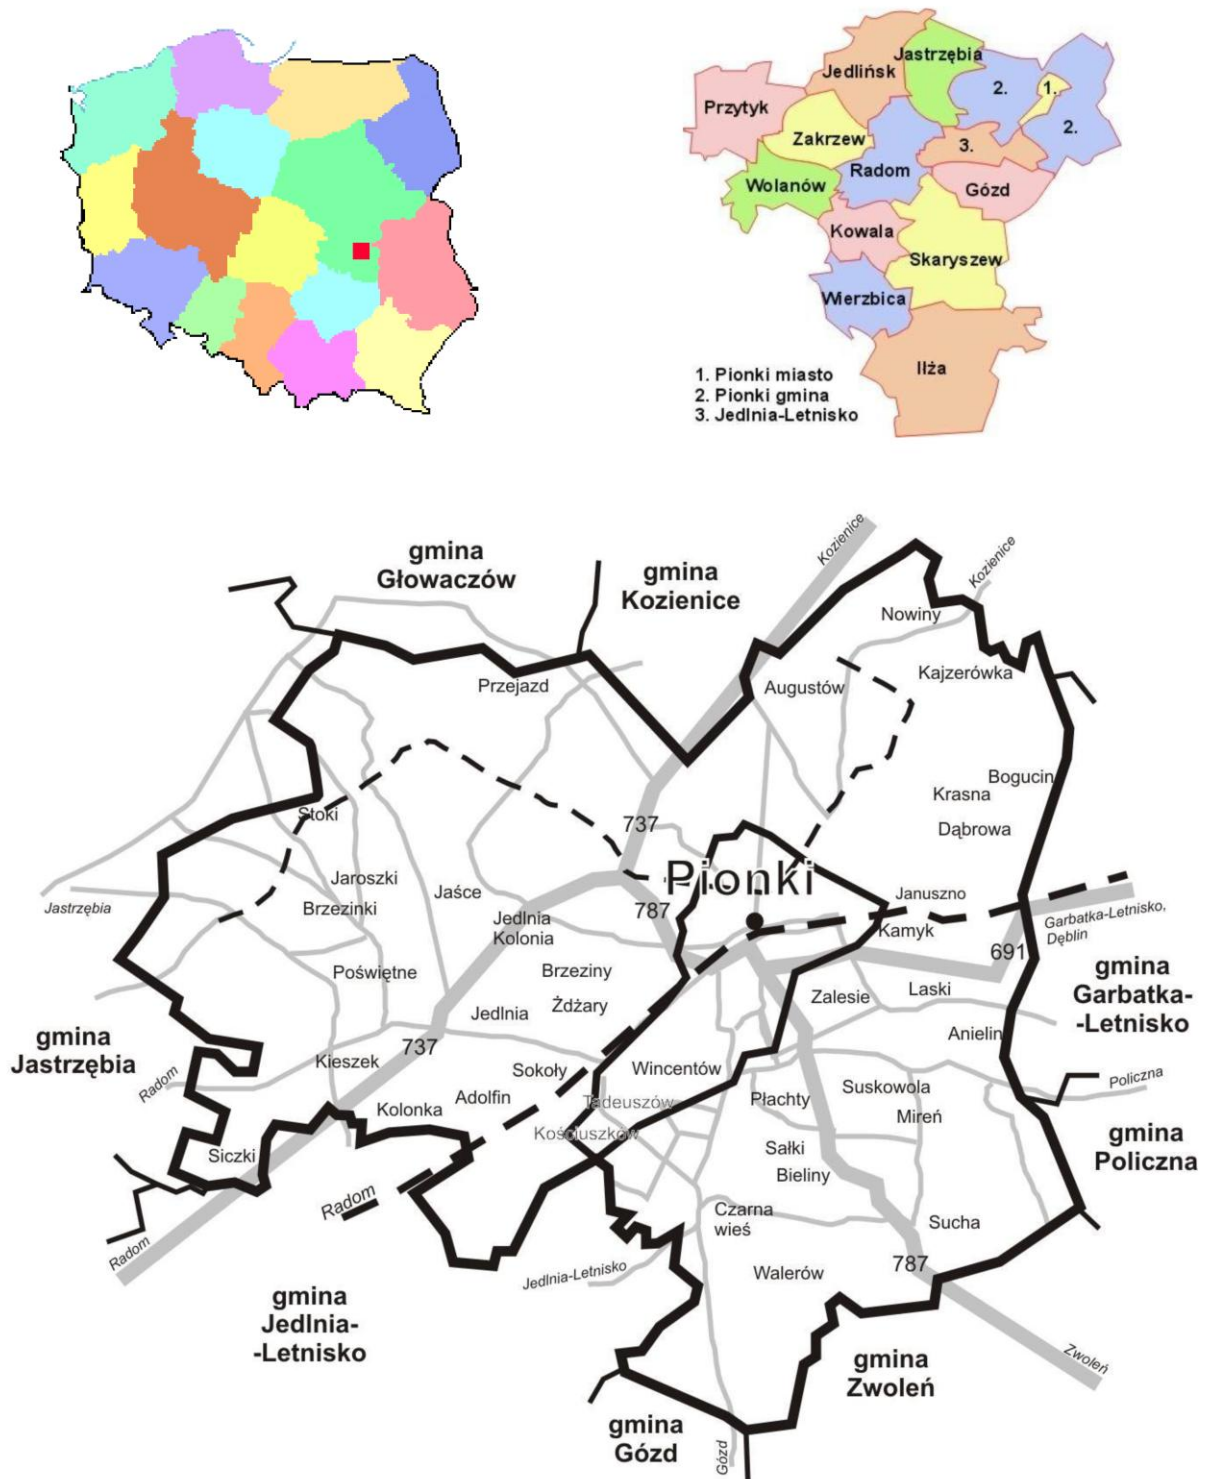 Jastrzębia
Jedlińsk
2.
1.
Przytyk
2.
Zakrzew
3.
Radom
Wolanów
Gózd
Kowala
Skaryszew
Wierzbica
Iłża
1. Pionki miasto
2. Pionki gmina
3. Jedlnia-Letnisko
gmina
Głowaczów
gmina
Kozienice
Kozienice
Kozienice
Nowiny
Kajzerówka
Przejazd
Augustów
Bogucin
Krasna
Stoki
737
Dąbrowa
Pionki
Jaroszki
Jaśce
Januszno
Brzezinki
Jastrzębia
787
Jedlnia
Kolonia
Garbatka-Letnisko,
Dęblin
Kamyk
691
Poświętne
Brzeziny
gmina
Garbatka-
-Letnisko
Zalesie
Laski
Żdżary
Jedlnia
Anielin
gmina
Jastrzębia
737
Kieszek
Radom
Sokoły
Wincentów
Policzna
Suskowola
Adolfin
Kolonka
Tadeuszów
Płachty
Mireń
Kościuszków
gmina
Policzna
Siczki
Sałki
Bieliny
Radom
Czarna
wieś
Sucha
Radom
787
Jedlnia-Letnisko
Walerów
gmina
Jedlnia-
-Letnisko
Zwoleń
gmina
Zwoleń
gmina
Gózd
Gózd